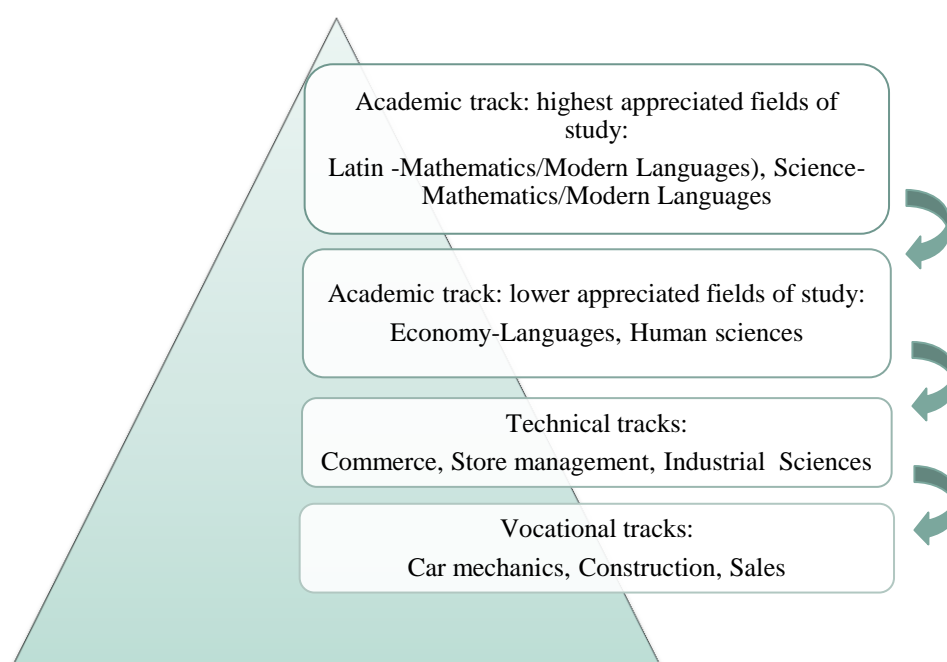 Academic track: highest appreciated fields of
study:
Latin -Mathematics/Modern Languages), Science-
Mathematics/Modern Languages
Academic track: lower appreciated fields of study:
Economy-Languages, Human sciences
Technical tracks:
Commerce, Store management, Industrial  Sciences
Vocational tracks:
Car mechanics, Construction, Sales